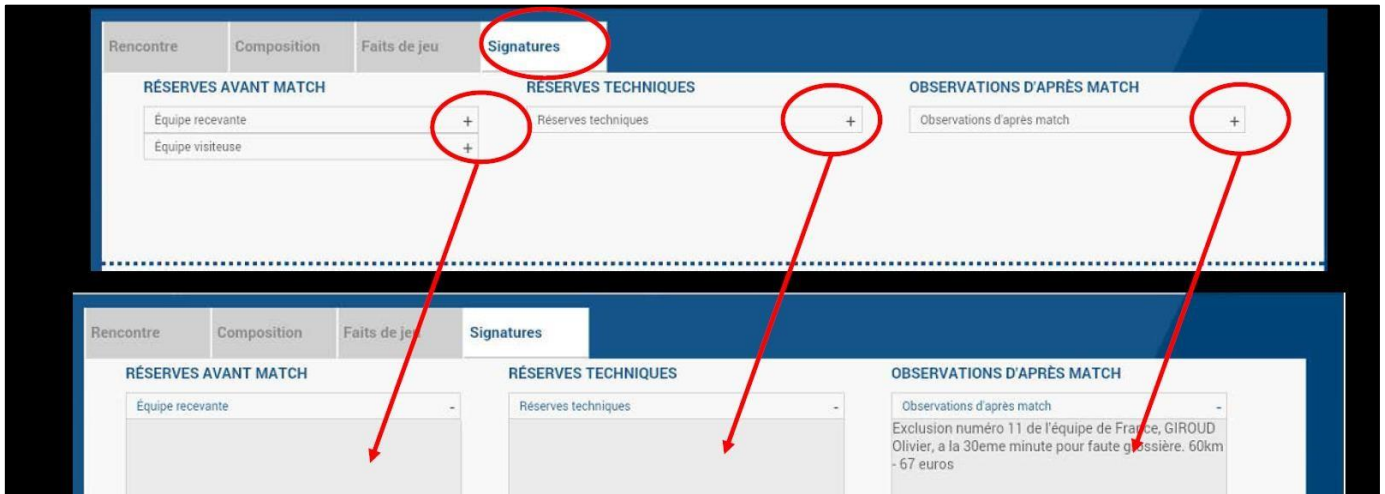 Rencontre Composition Faits de jeu Signatures
RÉSERVES AVANT MATCH RÉSERVES TECHNIQUES OBSERVATIONS D'APRÈS MATCH
Équipe recevante + Réserves techniques + Observations d'après match +
Équipe visiteuse +
Rencontre Composition Faits de jeu Signatures
RÉSERVES AVANT MATCH RÉSERVES TECHNIQUES OBSERVATIONS D'APRÈS MATCH
Équipe recevante - Réserves techniques - Observations d'après match -
Exclusion numéro 11 de l'équipe de France, GIROUD
Olivier, a la 30eme minute pour faute grossière. 60km
- 67 euros